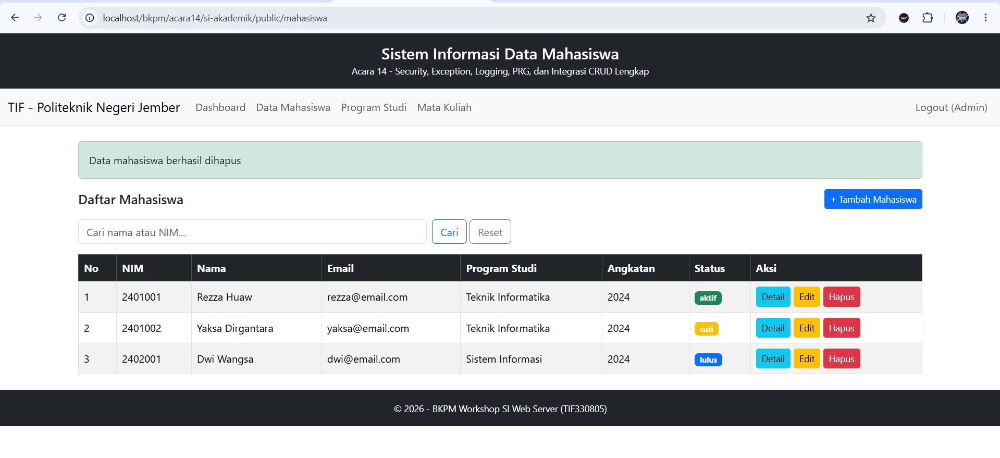 localhost/bkpm/acara14/si-akademik/public/mahasiswa
Sistem Informasi Data Mahasiswa
Acara 14 - Security, Exception, Logging, PRG, dan Integrasi CRUD Lengkap
TIF - Politeknik Negeri Jember Dashboard Data Mahasiswa Program Studi Mata Kuliah Logout (Admin)
Data mahasiswa berhasil dihapus
Daftar Mahasiswa + Tambah Mahasiswa
Cari nama atau NIM... Cari Reset
No NIM Nama Email Program Studi Angkatan Status Aksi
1 2401001 Rezza Huaw rezza@email.com Teknik Informatika 2024 aktif Detail Edit Hapus
2 2401002 Yaksa Dirgantara yaksa@email.com Teknik Informatika 2024 cuti Detail Edit Hapus
3 2402001 Dwi Wangsa dwi@email.com Sistem Informasi 2024 lulus Detail Edit Hapus
© 2026 - BKPM Workshop SI Web Server (TIF330805)